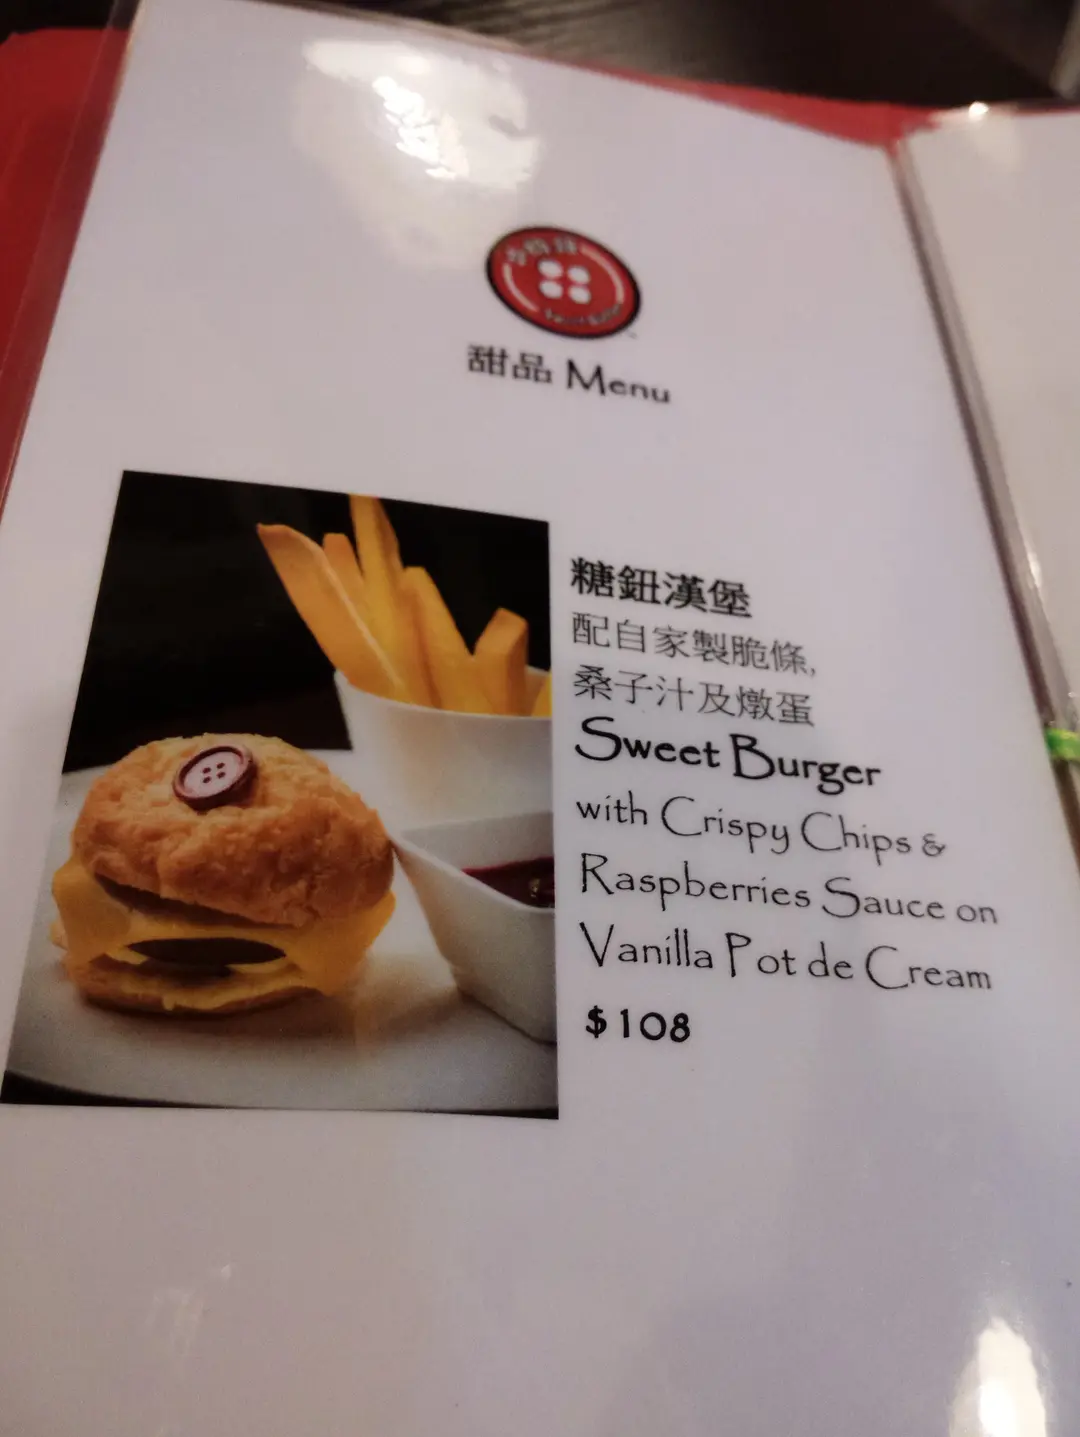 甜品 Menu
糖鈕漢堡
配自家製脆條,
桑子汁及燉蛋
Sweet Burger
with Crispy Chips &
Raspberries Sauce on
Vanilla Pot de Cream
$108